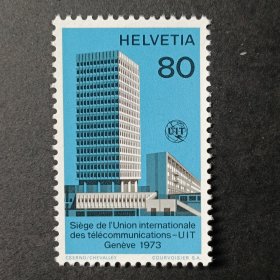 HELVETIA
80
UIT
Siège de l'Union internationale
des télécommunications-UIT
Genève 1973
COURVOISIER S.A.